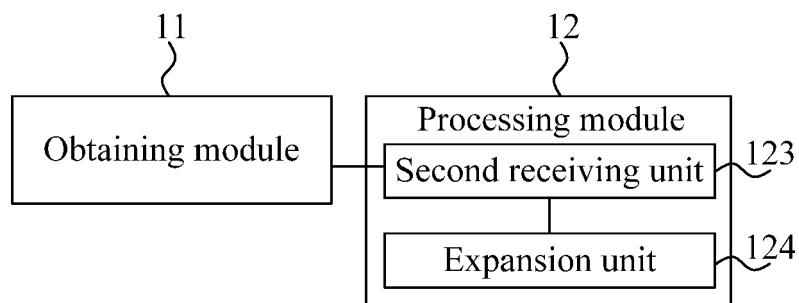 11
12
Obtaining module
Processing module
Second receiving unit
123
Expansion unit
124